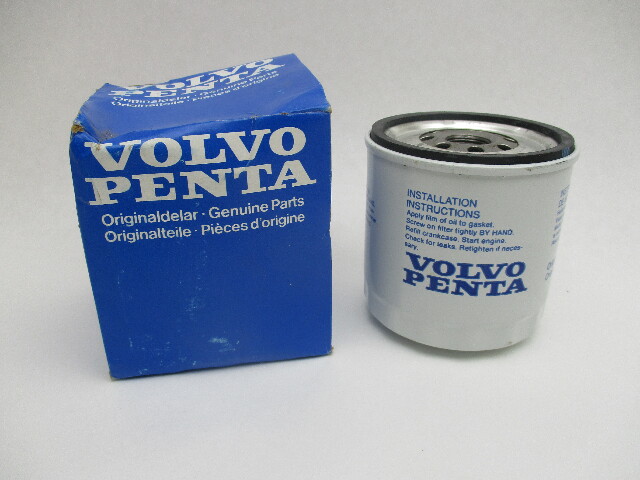 VOLVO
PENTA
Originaldelar · Genuine Parts
Originalteile · Pièces d'origine
VOLVO
PENTA
Originaldelar · Genuine Parts
Originalteile · Pièces d'origine
INSTALLATION
INSTRUCTIONS
Apply film of oil to gasket.
Screw on filter tightly BY HAND.
Refill crankcase. Start engine.
Check for leaks. Retighten if neces-
sary.
VOLVO
PENTA